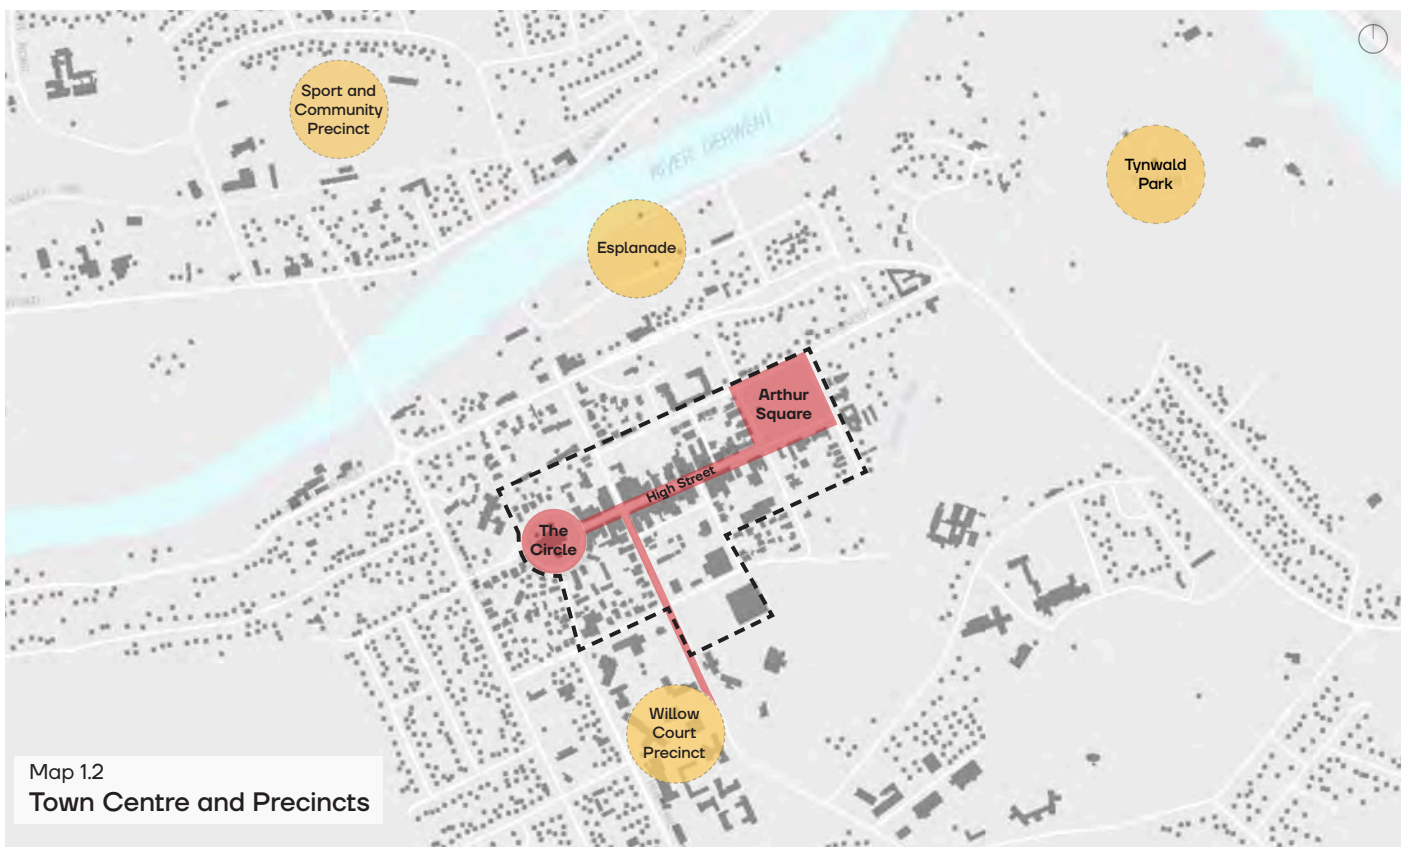 Sport and
Community
Precinct
RIVER DERWENT
Tynwald
Park
Esplanade
Arthur
Square
High Street
The
Circle
Willow
Court
Precinct
Map 1.2
Town Centre and Precincts